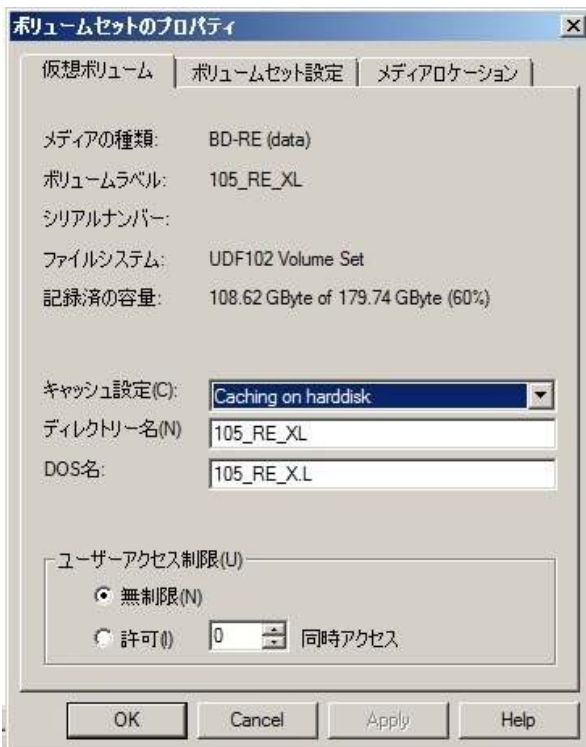 ボリュームセットのプロパティ
仮想ボリューム ボリュームセット設定 メディアロケーション
メディアの種類: BD-RE (data)
ボリュームラベル: 105_RE_XL
シリアルナンバー:
ファイルシステム: UDF102 Volume Set
記録済の容量: 108.62 GByte of 179.74 GByte (60%)
キャッシュ設定(C): Caching on harddisk
ディレクトリー名(N) 105_RE_XL
DOS名: 105_RE_X.L
ユーザーアクセス制限(U)
無制限(N)
許可(I) 0 同時アクセス
OK Cancel Apply Help